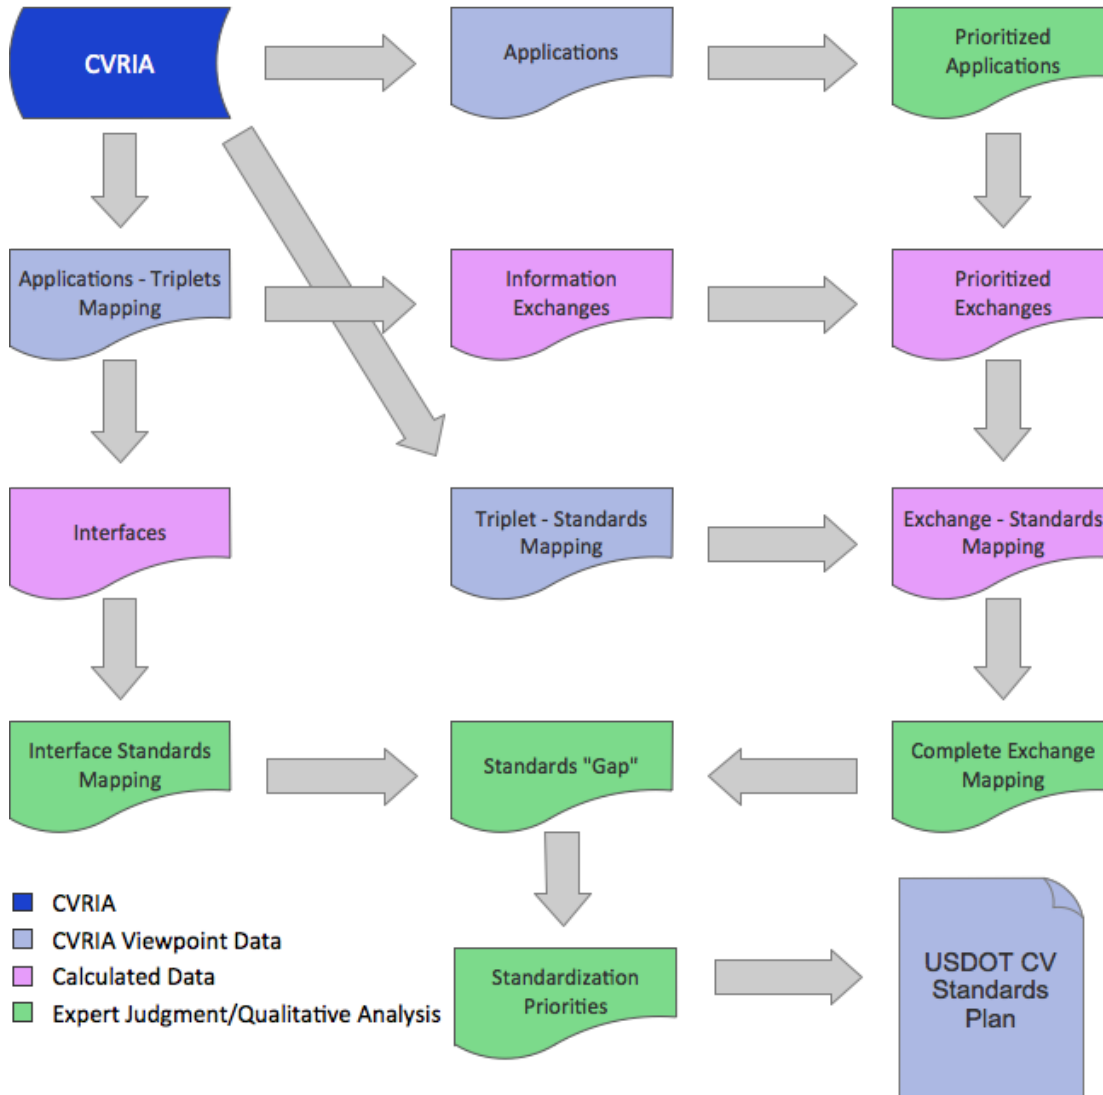 CVRIA
Applications
Prioritized
Applications
Applications - Triplets
Mapping
Information
Exchanges
Prioritized
Exchanges
Interfaces
Triplet - Standards
Mapping
Exchange - Standards
Mapping
Interface Standards
Mapping
Standards "Gap"
Complete Exchange
Mapping
CVRIA
CVRIA Viewpoint Data
Calculated Data
Expert Judgment/Qualitative Analysis
Standardization
Priorities
USDOT CV
Standards
Plan